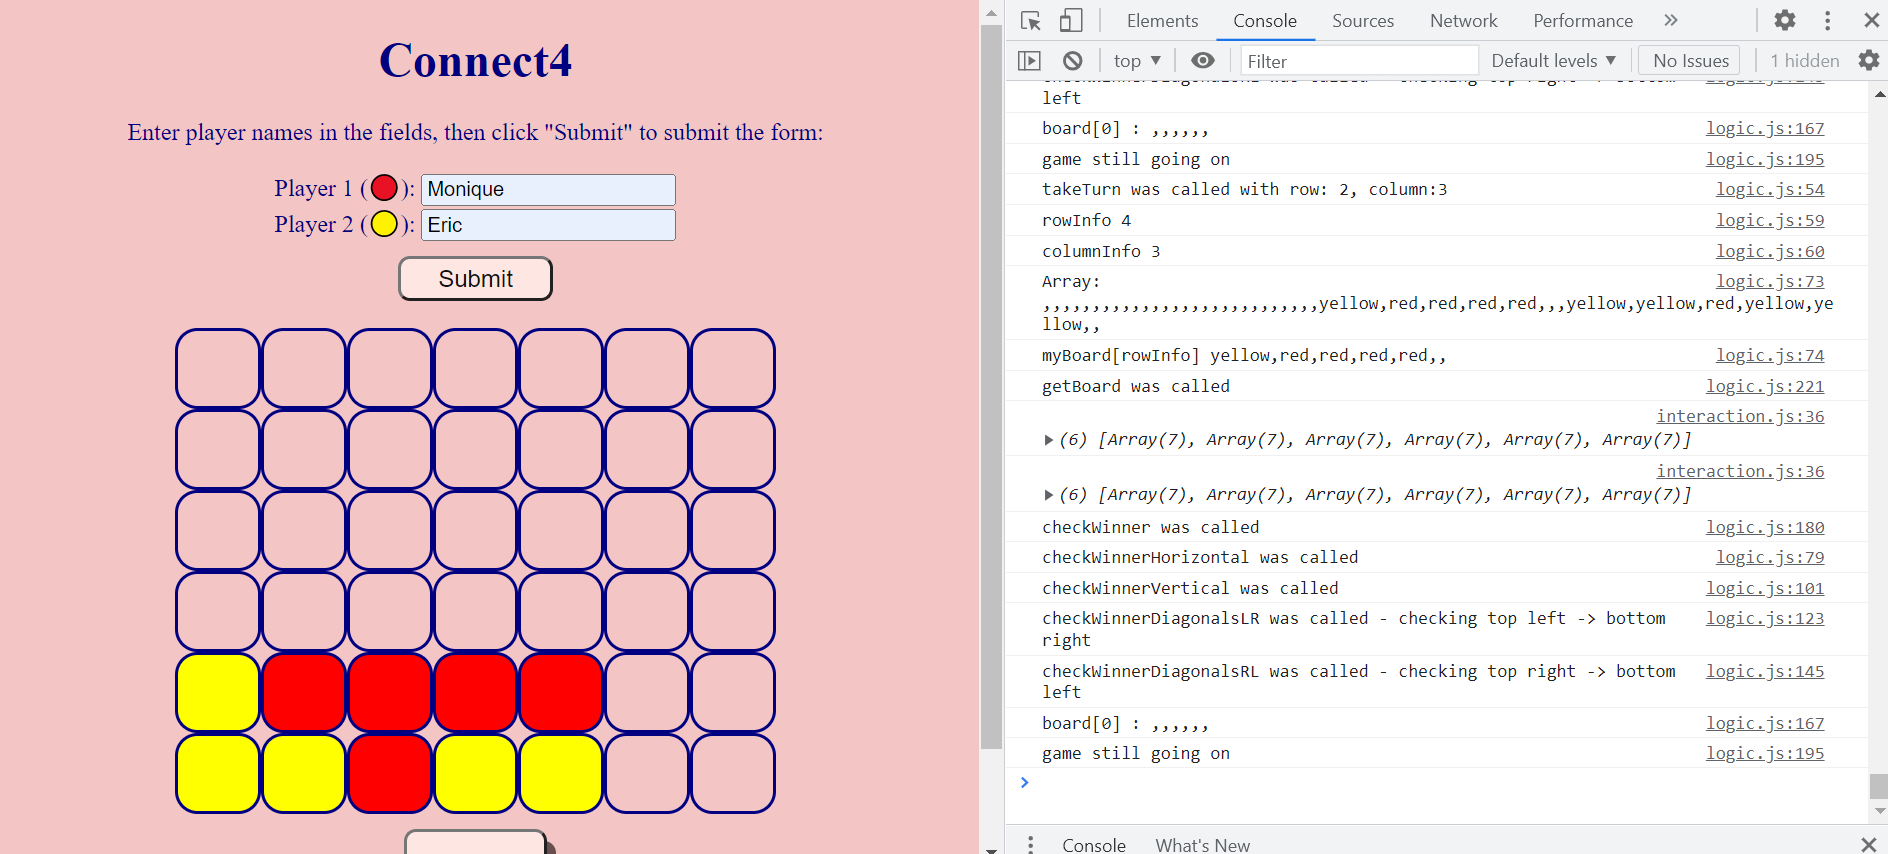 Connect4
Enter player names in the fields, then click "Submit" to submit the form:
Player 1 ( ): Monique
Player 2 ( ): Eric
Submit
Elements Console Sources Network Performance
top Filter Default levels No Issues 1 hidden
left
board[0] : ,,,,,, logic.js:167
game still going on logic.js:195
takeTurn was called with row: 2, column:3 logic.js:54
rowInfo 4 logic.js:59
columnInfo 3 logic.js:60
Array: logic.js:73
,,,,,,,,,,,,,,,,,,,,,,,,,,,,yellow,red,red,red,red,,,yellow,yellow,red,yellow,ye
llow,,
myBoard[rowInfo] yellow,red,red,red,red,, logic.js:74
getBoard was called logic.js:221
interaction.js:36
(6) [Array(7), Array(7), Array(7), Array(7), Array(7), Array(7)]
interaction.js:36
(6) [Array(7), Array(7), Array(7), Array(7), Array(7), Array(7)]
checkWinner was called logic.js:180
checkWinnerHorizontal was called logic.js:79
checkWinnerVertical was called logic.js:101
checkWinnerDiagonalsLR was called - checking top left -> bottom logic.js:123
right
checkWinnerDiagonalsRL was called - checking top right -> bottom logic.js:145
left
board[0] : ,,,,,, logic.js:167
game still going on logic.js:195
Console What's New